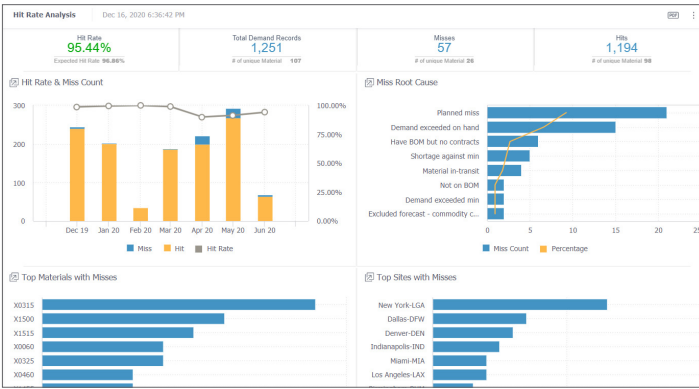 Hit Rate Analysis Dec 16, 2020 6:36:42 PM PDF
Hit Rate
95.44%
Expected Hit Rate 96.86%
Total Demand Records
1,251
# of unique Material 107
Misses
57
# of unique Material 26
Hits
1,194
# of unique Material 98
Hit Rate & Miss Count
300
200
100
0
100.00%
75.00%
50.00%
25.00%
0.00%
Dec 19 Jan 20 Feb 20 Mar 20 Apr 20 May 20 Jun 20
Miss Hit Hit Rate
Miss Root Cause
Planned miss
Demand exceeded on hand
Have BOM but no contracts
Shortage against min
Material in-transit
Not on BOM
Demand exceeded min
Excluded forecast - commodity c...
0 5 10 15 20 25
Miss Count Percentage
Top Materials with Misses
X0315
X1500
X1515
X0060
X0325
X0460
Top Sites with Misses
New York-LGA
Dallas-DFW
Denver-DEN
Indianapolis-IND
Miami-MIA
Los Angeles-LAX